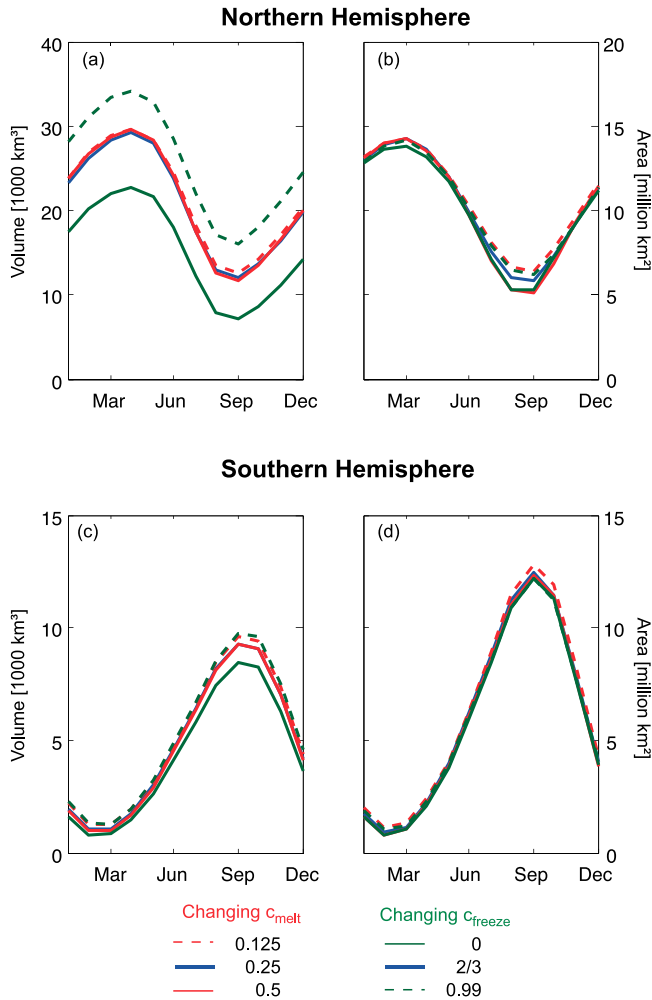 Northern Hemisphere
(a)
(b)
40
30
20
10
0
Volume [1000 km³]
20
15
10
5
0
Area [million km²]
Mar Jun Sep Dec
Mar Jun Sep Dec
Southern Hemisphere
(c)
(d)
15
10
5
0
Volume [1000 km³]
15
10
5
0
Area [million km²]
Mar Jun Sep Dec
Mar Jun Sep Dec
Changing c_melt
0.125
0.25
0.5
Changing c_freeze
0
2/3
0.99